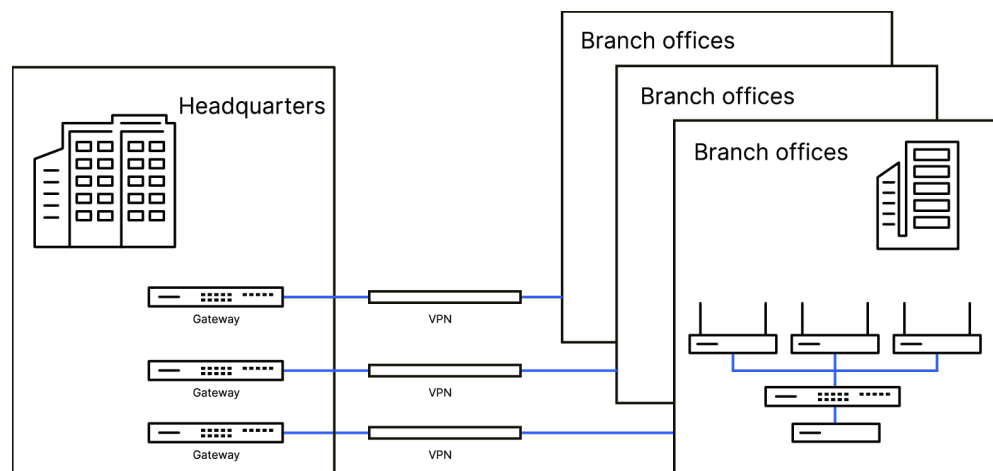 Branch offices
Headquarters
Branch offices
Branch offices
Gateway
VPN
Gateway
VPN
Gateway
VPN